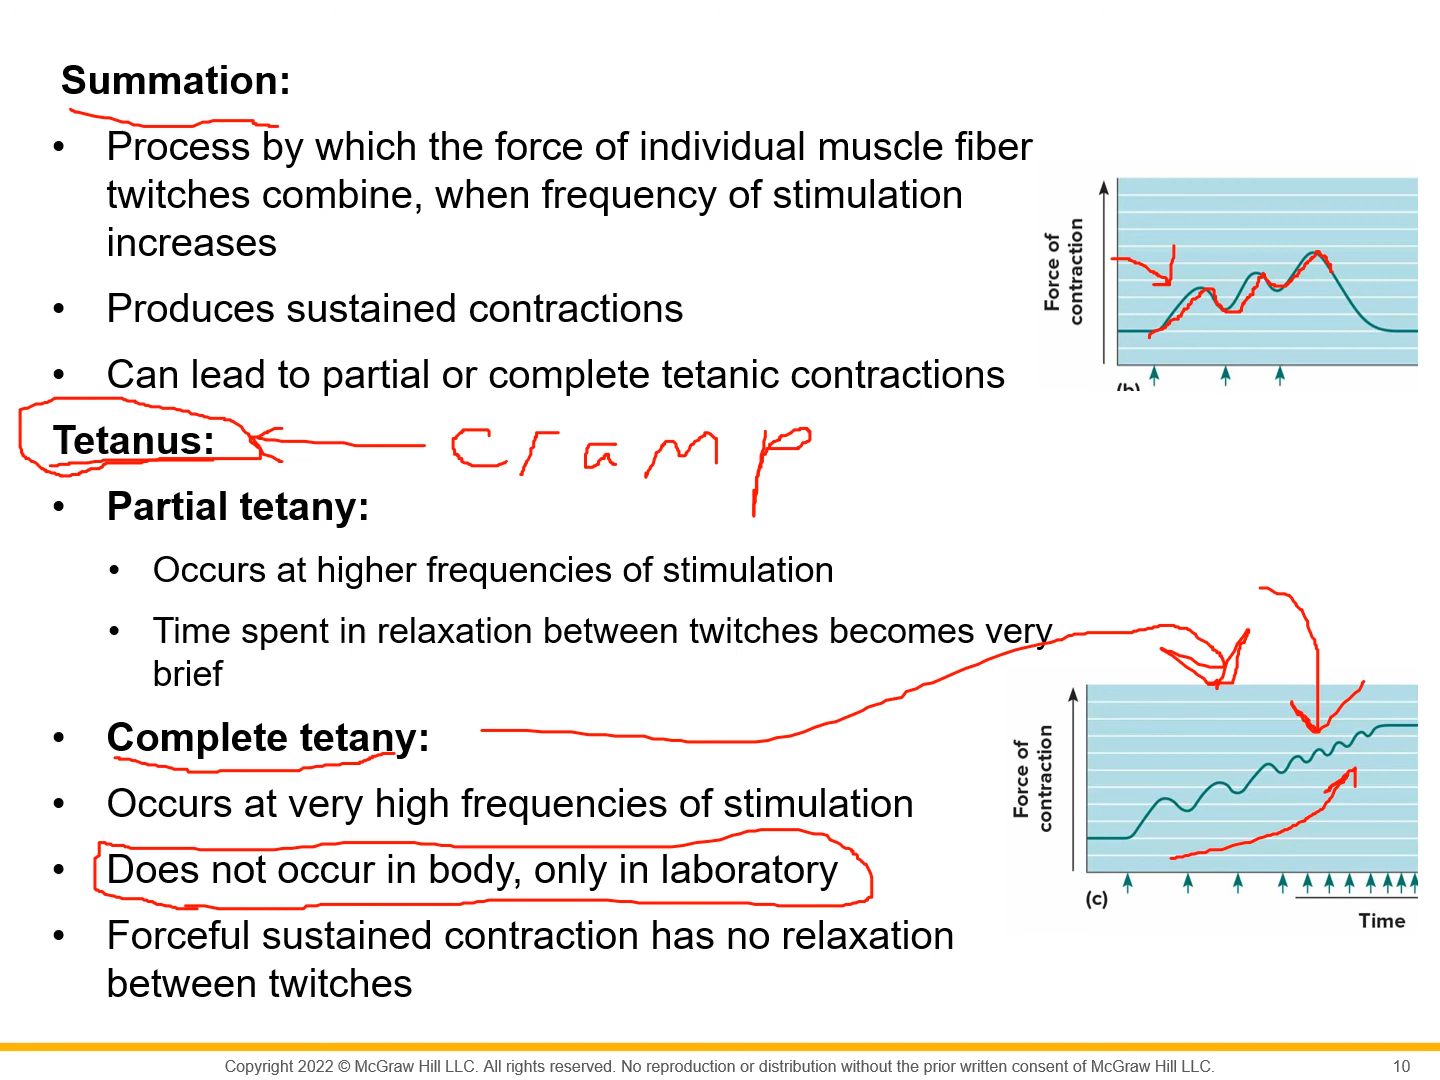 Summation:
• Process by which the force of individual muscle fiber
twitches combine, when frequency of stimulation
increases
• Produces sustained contractions
• Can lead to partial or complete tetanic contractions
Force of
contraction
(b)
Tetanus:
cramp
• Partial tetany:
• Occurs at higher frequencies of stimulation
• Time spent in relaxation between twitches becomes very
brief
• Complete tetany:
• Occurs at very high frequencies of stimulation
• Does not occur in body, only in laboratory
• Forceful sustained contraction has no relaxation
between twitches
Force of
contraction
(c)
Time
Copyright 2022 © McGraw Hill LLC. All rights reserved. No reproduction or distribution without the prior written consent of McGraw Hill LLC.
10